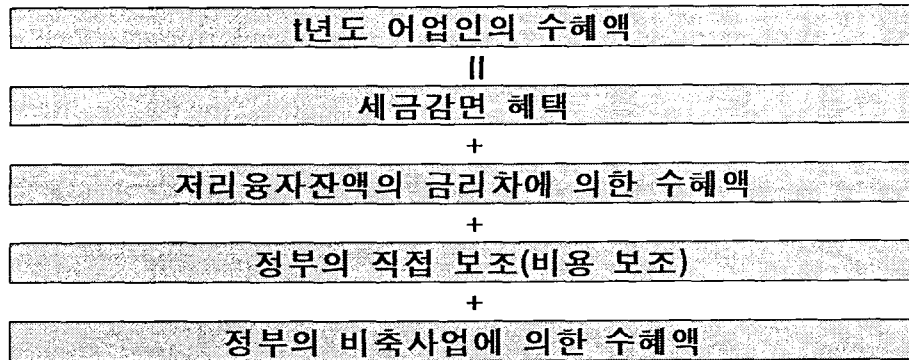 t년도 어업인의 수혜액
=
세금감면 혜택
+
저리융자잔액의 금리차에 의한 수혜액
+
정부의 직접 보조(비용 보조)
+
정부의 비축사업에 의한 수혜액